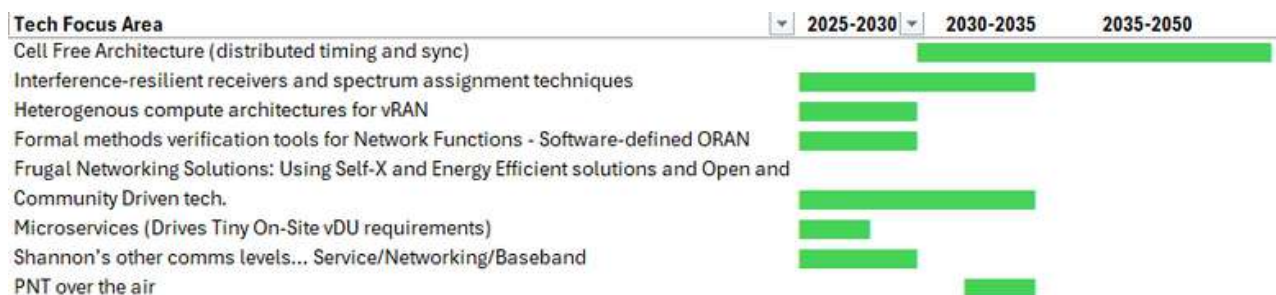 Tech Focus Area 2025-2030 2030-2035 2035-2050
Cell Free Architecture (distributed timing and sync)
Interference-resilient receivers and spectrum assignment techniques
Heterogenous compute architectures for vRAN
Formal methods verification tools for Network Functions - Software-defined ORAN
Frugal Networking Solutions: Using Self-X and Energy Efficient solutions and Open and
Community Driven tech.
Microservices (Drives Tiny On-Site vDU requirements)
Shannon's other comms levels... Service/Networking/Baseband
PNT over the air